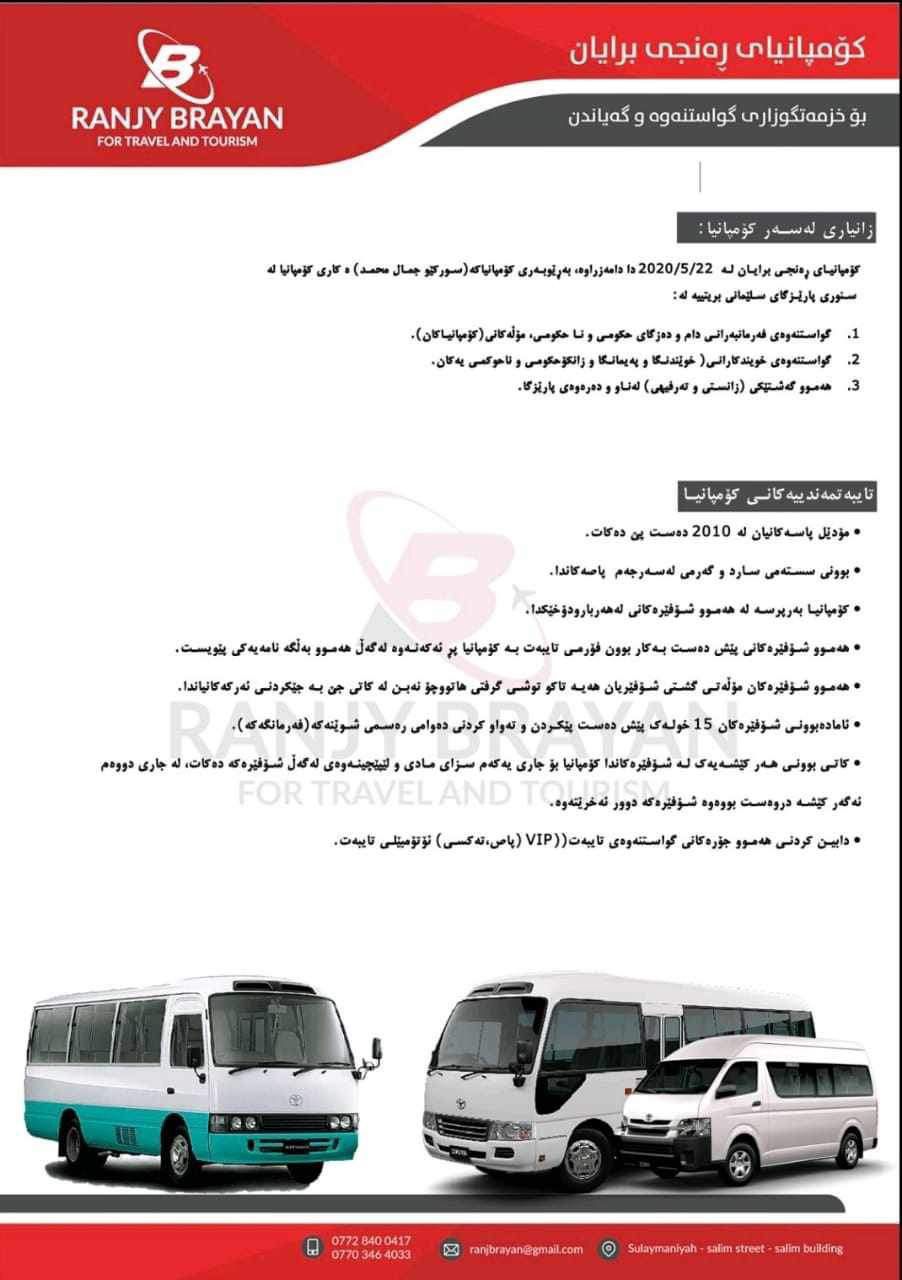 RANJY BRAYAN
FOR TRAVEL AND TOURISM
کۆمپانیای ڕەنجی برایان
بۆ خزمەتگوزاری گواستنەوە و گەیاندن
زانیاری لەسەر کۆمپانیا:
کۆمپانیای ڕەنجی برایان لە 2020/5/22 دا دامەزراوە، بەڕێوبەری کۆمپانیاکە(سورکێو جمال محمد) ە کاری کۆمپانیا لە
سنوری پارێزگای سلێمانی بریتییە لە:
1. گواستنەوەی فەرمانبەرانی دام و دەزگای حکومی و نا حکومی، مۆڵەکانی(کۆمپانیاکان).
2. گواستنەوەی خویندکارانی( خوێندنگا و پەیمانگا و زانکۆحکومی و ناحوکمی یەکان.
3. هەموو گەشتێکی (زانستی و تەرفیهی) لەناو و دەرەوەی پارێزگا.
تایبەتمەندییەکانی کۆمپانیا
• مۆدێل پاسەکانیان لە 2010 دەست پێ دەکات.
• بوونی سستەمی سارد و گەرمی لەسەرجەم پاصەکاندا.
• کۆمپانیا بەرپرسە لە هەموو شۆفێرەکانی لەهەربارودۆخێکدا.
• هەموو شۆفێرەکانی پێش دەست بەکار بوون فۆرمی تایبەت بە کۆمپانیا پڕ ئەکەنەوە لەگەڵ هەموو بەڵگە نامەیەکی پێویست.
• هەموو شۆفێرەکان مۆڵەتی گشتی شۆفێریان هەیە تاکو توشی گرفتی هاتووچۆ نەبن لە کاتی جێ بە جێکردنی ئەرکەکانیاندا.
• ئامادەبوونی شۆفێرەکان 15 خولەک پێش دەست پێکردن و تەواو کردنی دەوامی رەسمی شوێنەکە(فەرمانگەکە).
• کاتی بوونی هەر کێشەیەک لە شۆفێرەکاندا کۆمپانیا بۆ جاری یەکەم سزای مادی و لێپێچینەوەی لەگەڵ شۆفێرەکە دەکات، لە جاری دووەم
ئەگەر کێشە دروەست بووەوە شۆفێرەکە دوور ئەخرێتەوە.
• دابین کردنی هەموو جۆرەکانی گواستنەوەی تایبەت((VIP (پاص،تەکسی) ئۆتۆمبێلی تایبەت.
RANJY BRAYAN
FOR TRAVEL AND TOURISM
0772 840 0417
0770 346 4033
ranjbrayan@gmail.com
Sulaymaniyah - salim street - salim building